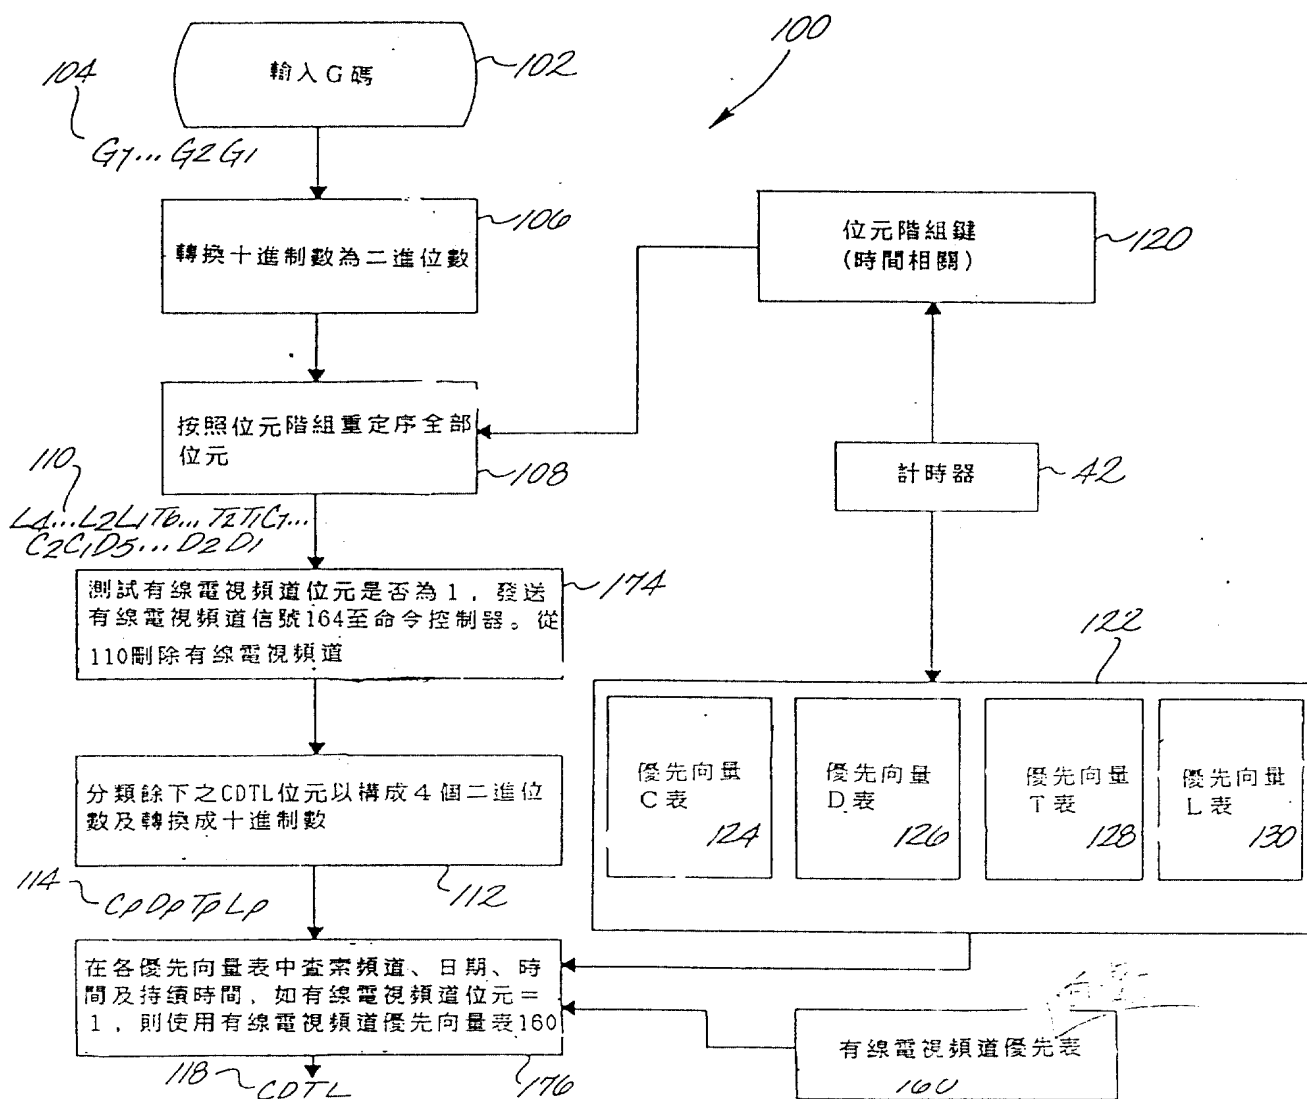 100
輸入G碼
102
104
G7...G2G1
轉換十進制數為二進位數
106
位元階組鍵
(時間相關)
120
按照位元階組重定序全部
位元
108
計時器
42
110
L4...L2L1T6...T2T1C7...
C2C1D5...D2D1
測試有線電視頻道位元是否為1,發送
有線電視頻道信號164至命令控制器。從
110刪除有線電視頻道
174
122
優先向量
C表
124
優先向量
D表
126
優先向量
T表
128
優先向量
L表
130
分類餘下之CDTL位元以構成4個二進位
數及轉換成十進制數
112
114
CpDpTpLp
在各優先向量表中查索頻道、日期、時
間及持續時間,如有線電視頻道位元=
1,則使用有線電視頻道優先向量表160
176
有線電視頻道優先表
160
118
CDTL